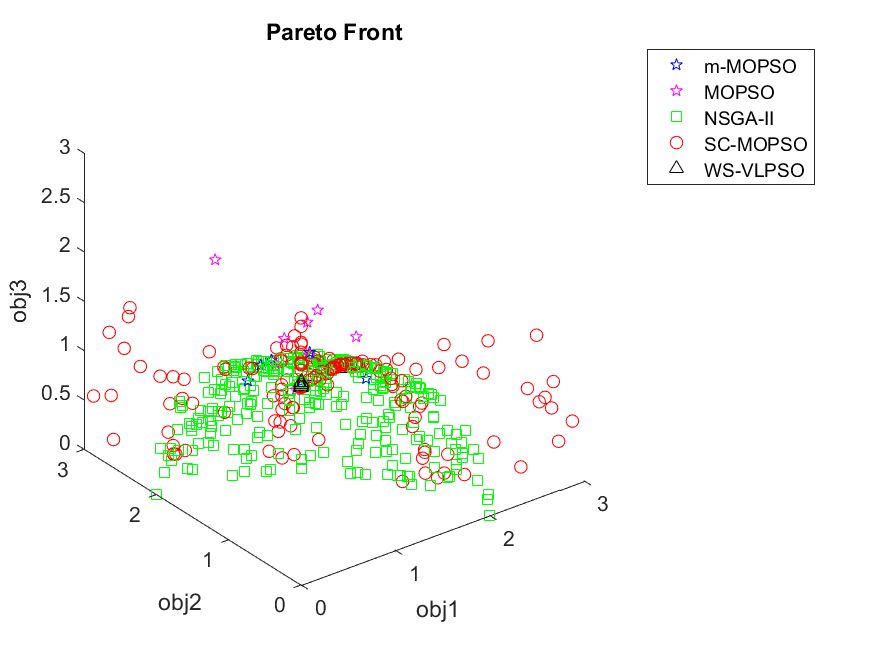 Pareto Front
m-MOPSO
MOPSO
NSGA-II
SC-MOPSO
WS-VLPSO
3
2.5
2
1.5
1
0.5
0
obj3
3
2
1
0
obj2
0
1
2
3
obj1